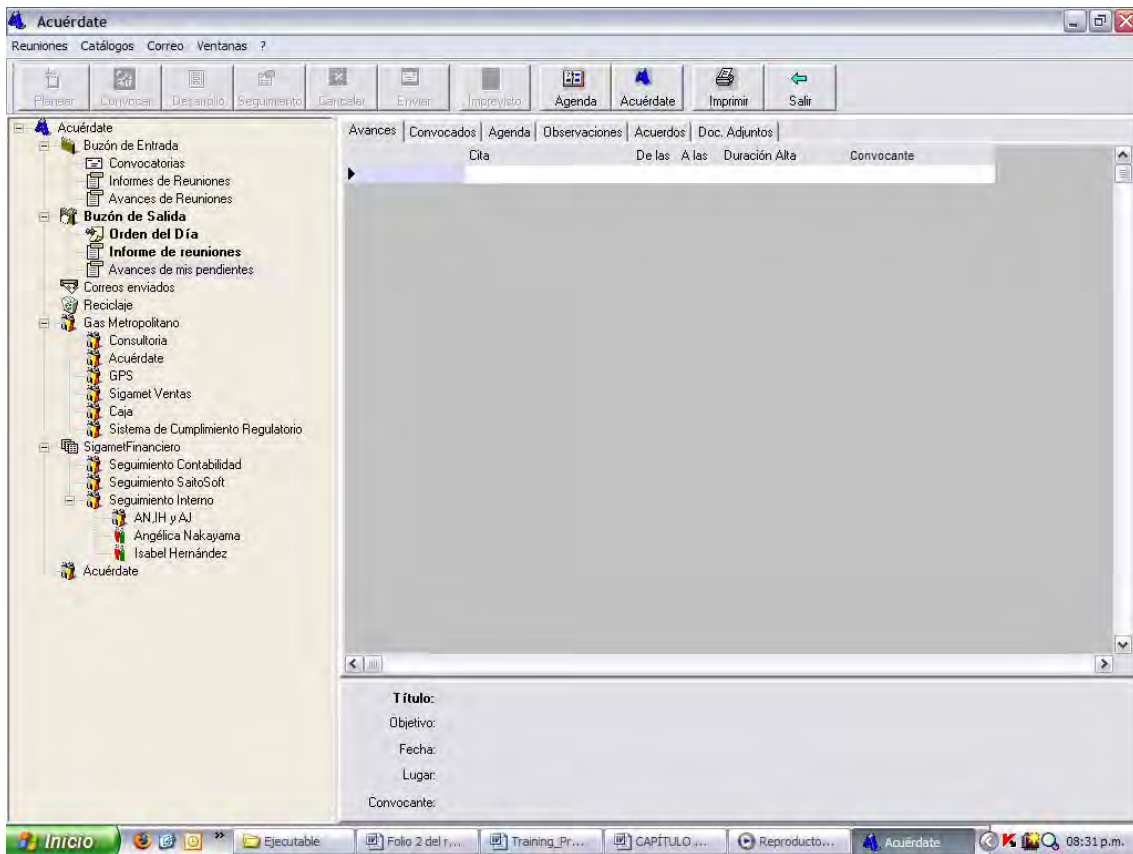 Acuérdate
Reuniones Catálogos Correo Ventanas ?
Planear Convocar Desarrollo Seguimiento Cancelar Enviar Imprevisto Agenda Acuérdate Imprimir Salir
Acuérdate
Buzón de Entrada
Convocatorias
Informes de Reuniones
Avances de Reuniones
Buzón de Salida
Orden del Día
Informe de reuniones
Avances de mis pendientes
Correos enviados
Reciclaje
Gas Metropolitano
Consultoria
Acuérdate
GPS
Sigamet Ventas
Caja
Sistema de Cumplimiento Regulatorio
SigametFinanciero
Seguimiento Contabilidad
Seguimiento SaitoSoft
Seguimiento Interno
AN,IH y AJ
Angélica Nakayama
Isabel Hernández
Acuérdate
Avances Convocados Agenda Observaciones Acuerdos Doc. Adjuntos
Cita De las A las Duración Alta Convocante
Título:
Objetivo:
Fecha:
Lugar:
Convocante:
Inicio Ejecutable Folio 2 del r... Training_Pr... CAPÍTULO ... Reproducto... Acuérdate 08:31 p.m.